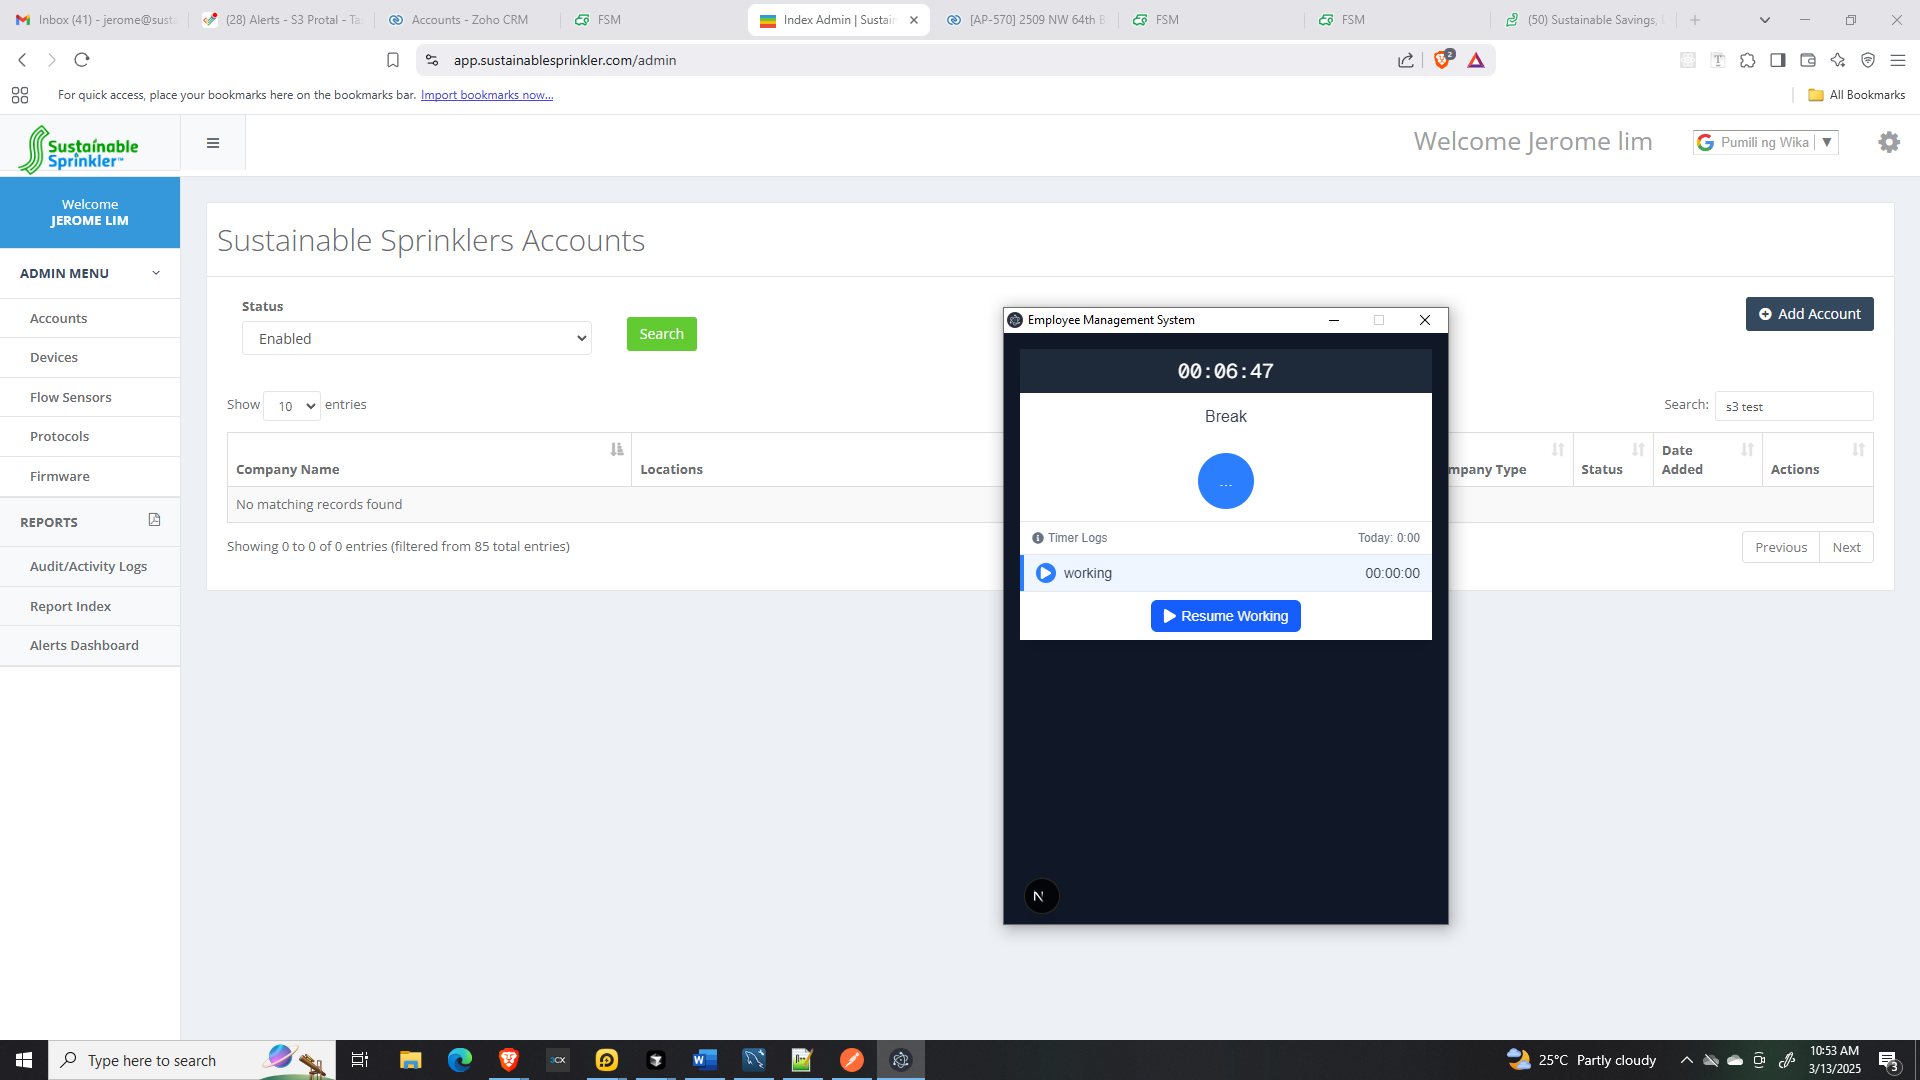 Inbox (41) - jerome@susta
(28) Alerts - S3 Protal - Ta
Accounts - Zoho CRM
FSM
Index Admin | Sustain
[AP-570] 2509 NW 64th B
FSM
FSM
(50) Sustainable Savings,
app.sustainablesprinkler.com/admin
2
For quick access, place your bookmarks here on the bookmarks bar. Import bookmarks now...
All Bookmarks
Sustainable
Sprinkler™
Welcome Jerome lim
Pumili ng Wika
Welcome
JEROME LIM
Sustainable Sprinklers Accounts
ADMIN MENU
Accounts
Devices
Flow Sensors
Protocols
Firmware
REPORTS
Audit/Activity Logs
Report Index
Alerts Dashboard
Status
Enabled
Search
Add Account
Show 10 entries
Search: s3 test
Company Name
Locations
mpany Type
Status
Date
Added
Actions
No matching records found
Showing 0 to 0 of 0 entries (filtered from 85 total entries)
Previous
Next
Employee Management System
00:06:47
Break
...
Timer Logs
Today: 0:00
working
00:00:00
Resume Working
N
Type here to search
3CX
25°C Partly cloudy
10:53 AM
3/13/2025
3